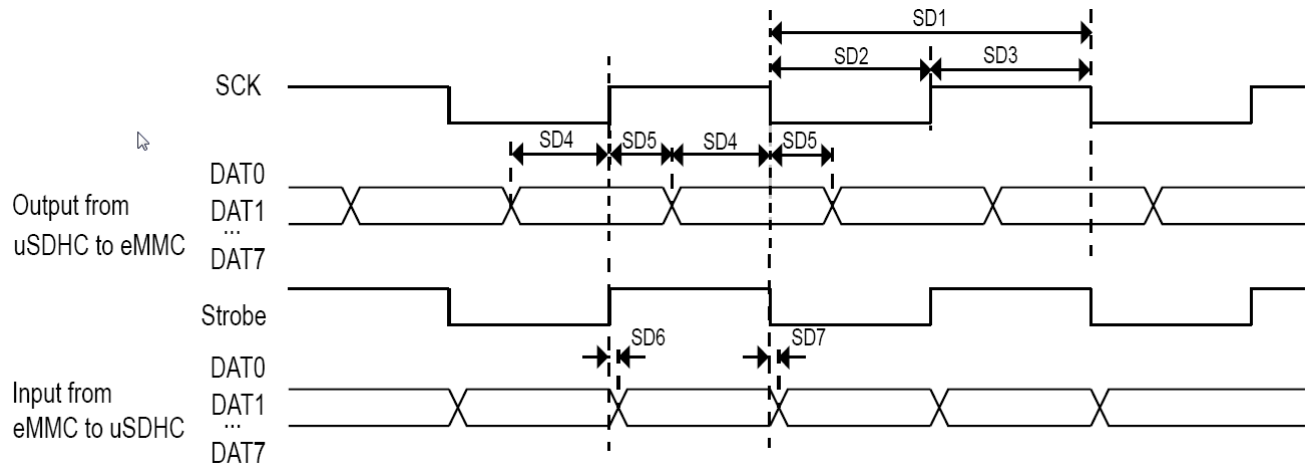 SD1
SD2 SD3
SCK
SD4 SD5 SD4 SD5
DAT0
Output from DAT1
...
uSDHC to eMMC DAT7
Strobe
SD6 SD7
DAT0
Input from DAT1
...
eMMC to uSDHC DAT7